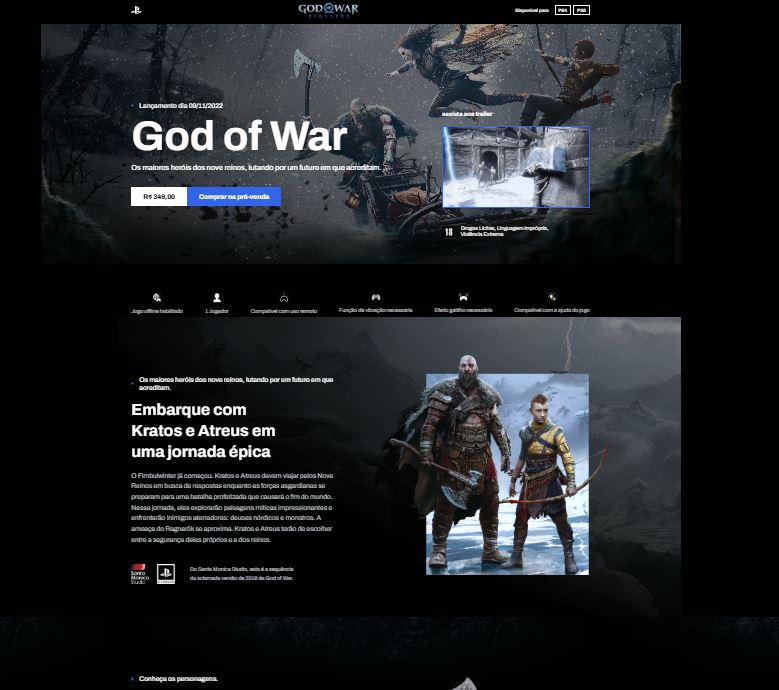 GOD OF WAR
RAGNARÖK
Disponível para PS4 PS5
Lançamento dia 09/11/2022
God of War
Os maiores heróis dos nove reinos, lutando por um futuro em que acreditam.
R$ 349,00 Comprar na pré-venda
assista aos trailer
18 Drogas Lícitas, Linguagem Imprópria,
Violência Extrema
Jogo offline habilitado
1 Jogador
Compatível com uso remoto
Função de vibração necessaria
Efeito gatilho necessário
Compatível com a ajuda do jogo
Os maiores heróis dos nove reinos, lutando por um futuro em que
acreditam.
Embarque com
Kratos e Atreus em
uma jornada épica
O Fimbulwinter já começou. Kratos e Atreus devem viajar pelos Nove
Reinos em busca de respostas enquanto as forças asgardianas se
preparam para uma batalha profetizada que causará o fim do mundo.
Nessa jornada, eles explorarão paisagens míticas impressionantes e
enfrentarão inimigos aterradores: deuses nórdicos e monstros. A
ameaça do Ragnarök se aproxima. Kratos e Atreus terão de escolher
entre a segurança deles próprios e a dos reinos.
Santa
Monica
Studio
Do Santa Monica Studio, esta é a sequência
da aclamada versão de 2018 de God of War.
Conheça os personagens.